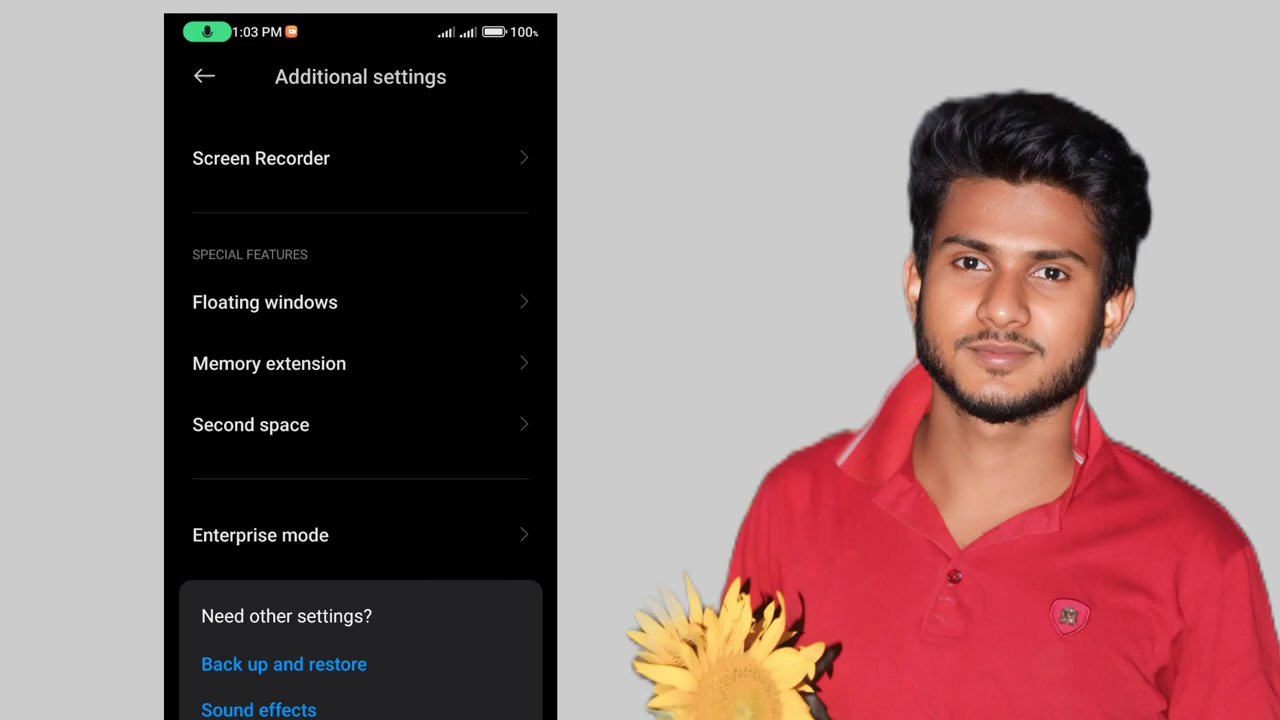 1:03 PM
100%
Additional settings
Screen Recorder
SPECIAL FEATURES
Floating windows
Memory extension
Second space
Enterprise mode
Need other settings?
Back up and restore
Sound effects